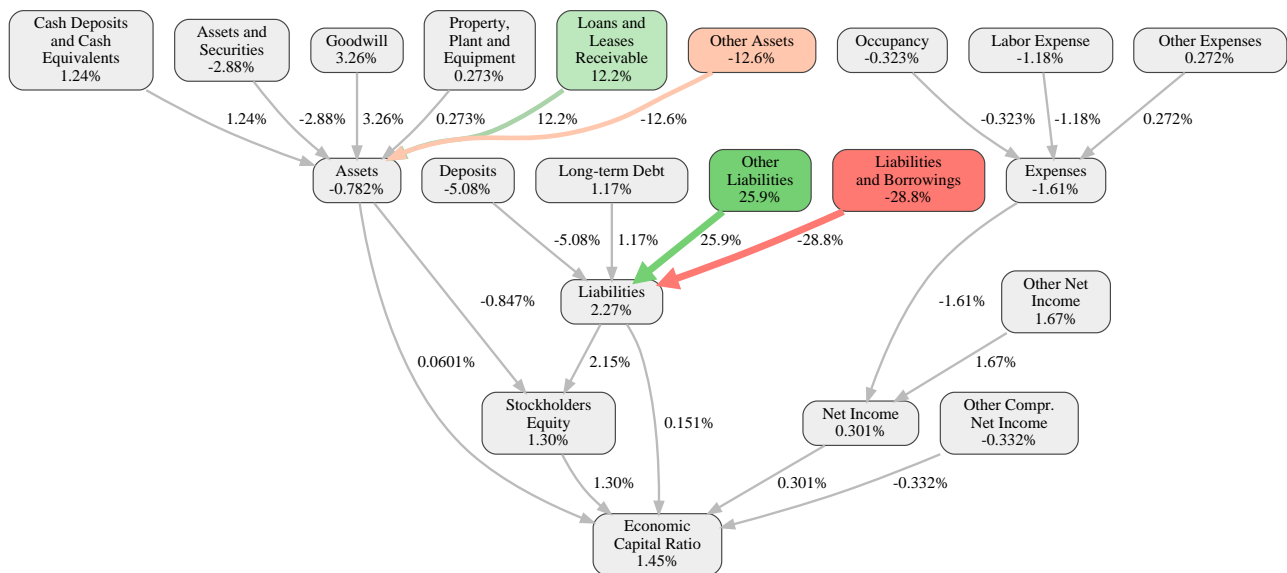 Cash Deposits
and Cash
Equivalents
1.24%
Assets and
Securities
-2.88%
Goodwill
3.26%
Property,
Plant and
Equipment
0.273%
Loans and
Leases
Receivable
12.2%
Other Assets
-12.6%
Occupancy
-0.323%
Labor Expense
-1.18%
Other Expenses
0.272%
1.24%
-2.88%
3.26%
0.273%
12.2%
-12.6%
-0.323%
-1.18%
0.272%
Assets
-0.782%
Deposits
-5.08%
Long-term Debt
1.17%
Other
Liabilities
25.9%
Liabilities
and Borrowings
-28.8%
Expenses
-1.61%
-5.08%
1.17%
25.9%
-28.8%
Liabilities
2.27%
-0.847%
-1.61%
Other Net
Income
1.67%
0.0601%
2.15%
1.67%
Stockholders
Equity
1.30%
0.151%
Net Income
0.301%
Other Compr.
Net Income
-0.332%
1.30%
0.301%
-0.332%
Economic
Capital Ratio
1.45%